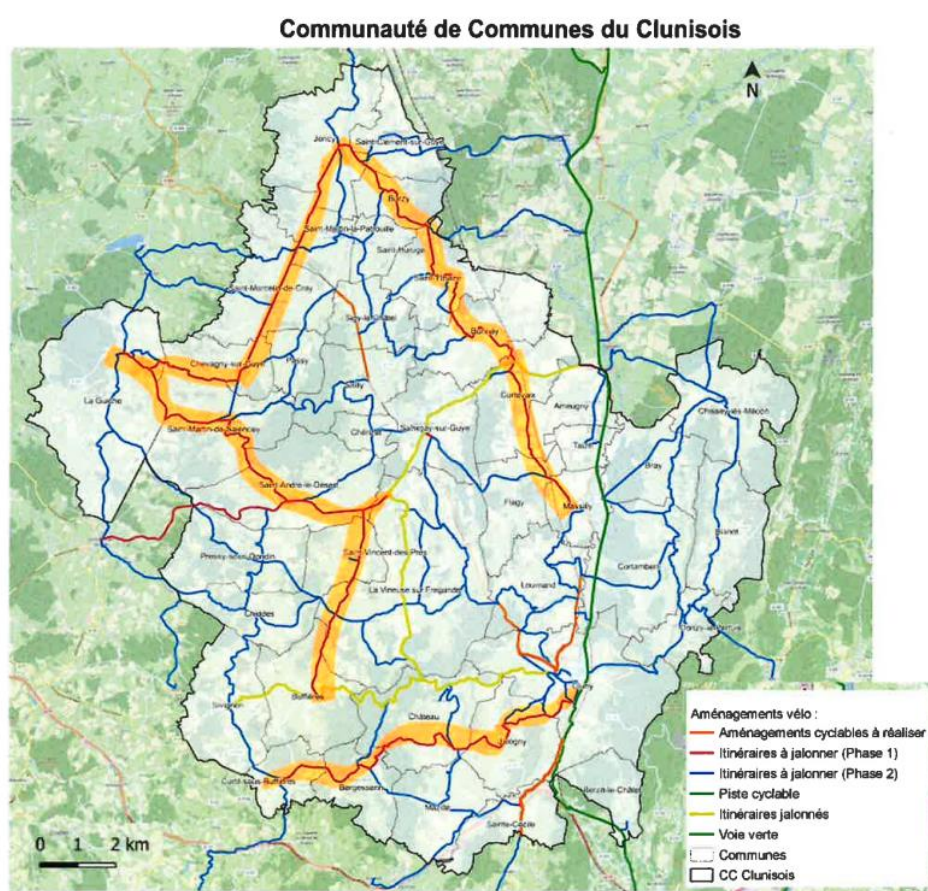 Communauté de Communes du Clunisois
N
Joncy
Saint-Clément-sur-Guye
Burzy
Saint-Martin-la-Patrouille
Saint-Huruge
Saint-Ythaire
Saint-Marcelin-de-Cray
Sigy-le-Châtel
Bonnay
Chevagny-sur-Guye
Passy
Sailly
Cortevaix
La Guiche
Ameugny
Chissey-lès-Mâcon
Saint-Martin-de-Salencey
Chérizet
Salornay-sur-Guye
Taizé
Bray
Saint-André-le-Désert
Flagy
Massilly
Blanot
Pressy-sous-Dondin
Saint-Vincent-des-Prés
Cortambert
La Vineuse sur Fregande
Lournand
Chiddes
Donzy-le-Pertuis
Cluny
Sivignon
Buffières
Château
Jalogny
Curtil-sous-Buffières
Bergesserin
Mazille
Sainte-Cécile
Berzé-le-Châtel
Aménagements vélo :
Aménagements cyclables à réaliser
Itinéraires à jalonner (Phase 1)
Itinéraires à jalonner (Phase 2)
Piste cyclable
Itinéraires jalonnés
Voie verte
Communes
CC Clunisois
0 1 2 km